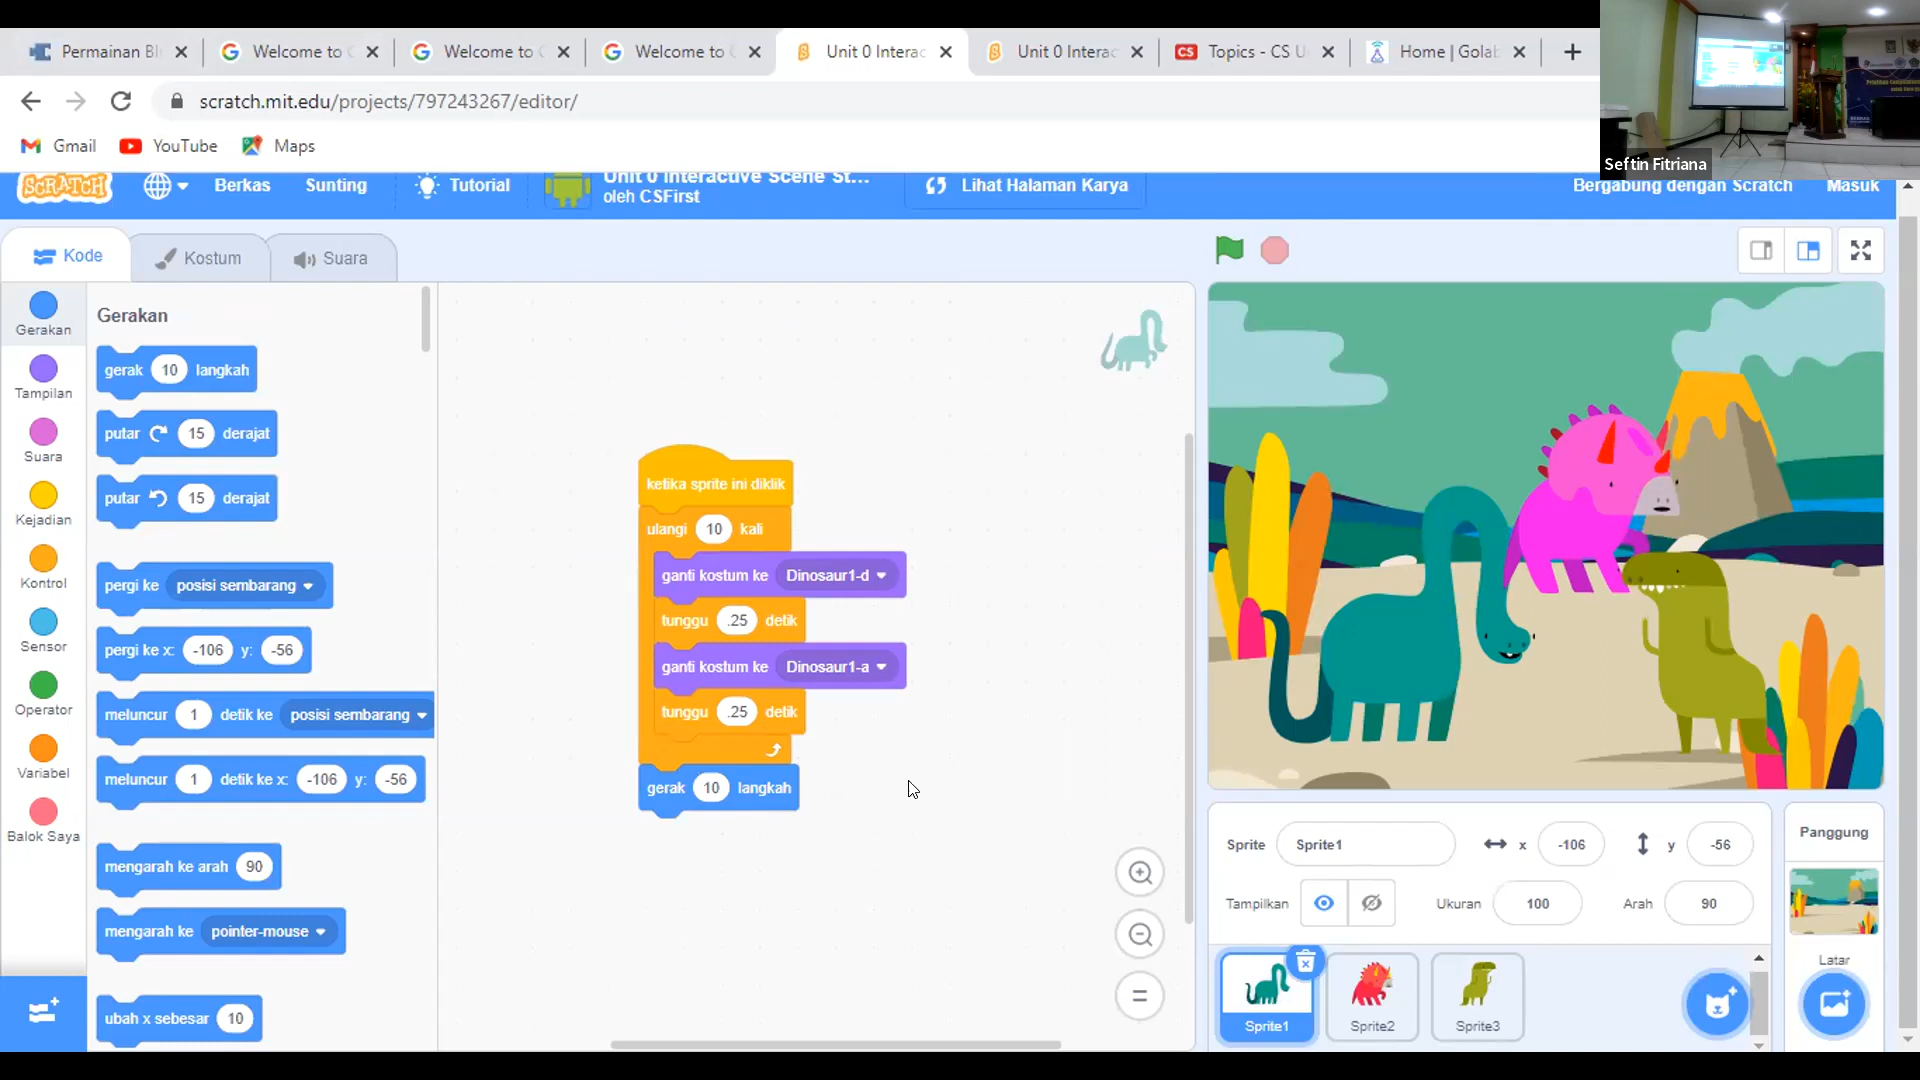 Permainan Bl
Welcome to C
Welcome to C
Welcome to C
Unit 0 Interac
Unit 0 Interac
CS
Topics - CS U
Home | Golab
scratch.mit.edu/projects/797243267/editor/
Gmail
YouTube
Maps
Seftin Fitriana
SCRATCH
Berkas
Sunting
Tutorial
Unit 0 Interactive Scene St...
oleh CSFirst
Lihat Halaman Karya
Bergabung dengan Scratch
Masuk
Kode
Kostum
Suara
Gerakan
Tampilan
Suara
Kejadian
Kontrol
Sensor
Operator
Variabel
Balok Saya
Gerakan
gerak 10 langkah
putar 15 derajat
putar 15 derajat
pergi ke posisi sembarang
pergi ke x: -106 y: -56
meluncur 1 detik ke posisi sembarang
meluncur 1 detik ke x: -106 y: -56
mengarah ke arah 90
mengarah ke pointer-mouse
ubah x sebesar 10
ketika sprite ini diklik
ulangi 10 kali
ganti kostum ke Dinosaur1-d
tunggu .25 detik
ganti kostum ke Dinosaur1-a
tunggu .25 detik
gerak 10 langkah
Sprite Sprite1 x -106 y -56
Tampilkan Ukuran 100 Arah 90
Sprite1
Sprite2
Sprite3
Panggung
Latar